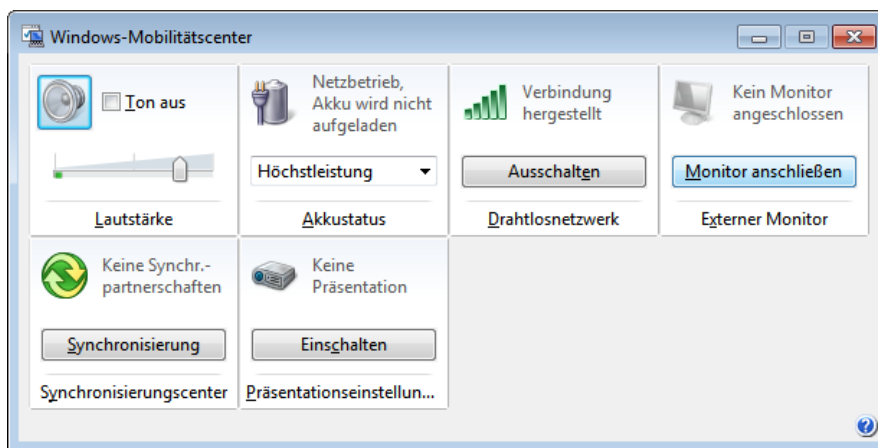 Windows-Mobilitätscenter
Ton aus
Lautstärke
Netzbetrieb,
Akku wird nicht
aufgeladen
Höchstleistung
Akkustatus
Verbindung
hergestellt
Ausschalten
Drahtlosnetzwerk
Kein Monitor
angeschlossen
Monitor anschließen
Externer Monitor
Keine Synchr.-
partnerschaften
Synchronisierung
Synchronisierungscenter
Keine
Präsentation
Einschalten
Präsentationseinstellun...